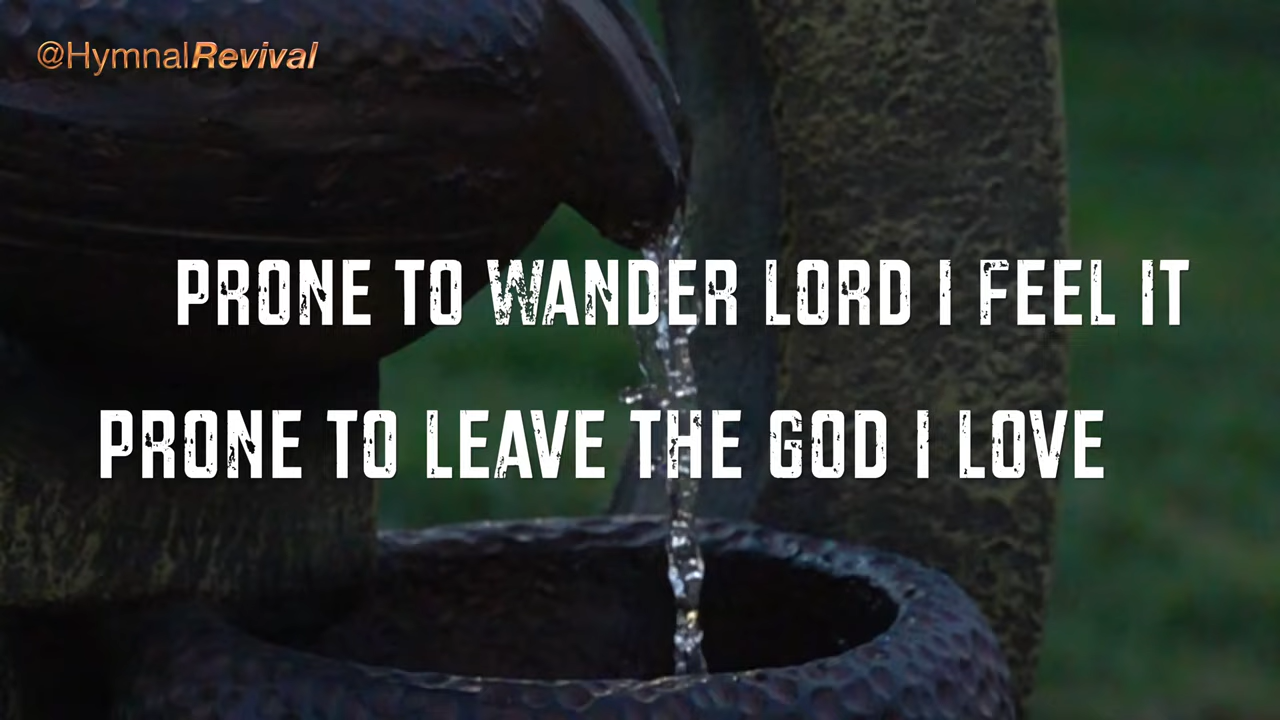 @HymnalRevival
PRONE TO WANDER LORD I FEEL IT
PRONE TO LEAVE THE GOD I LOVE